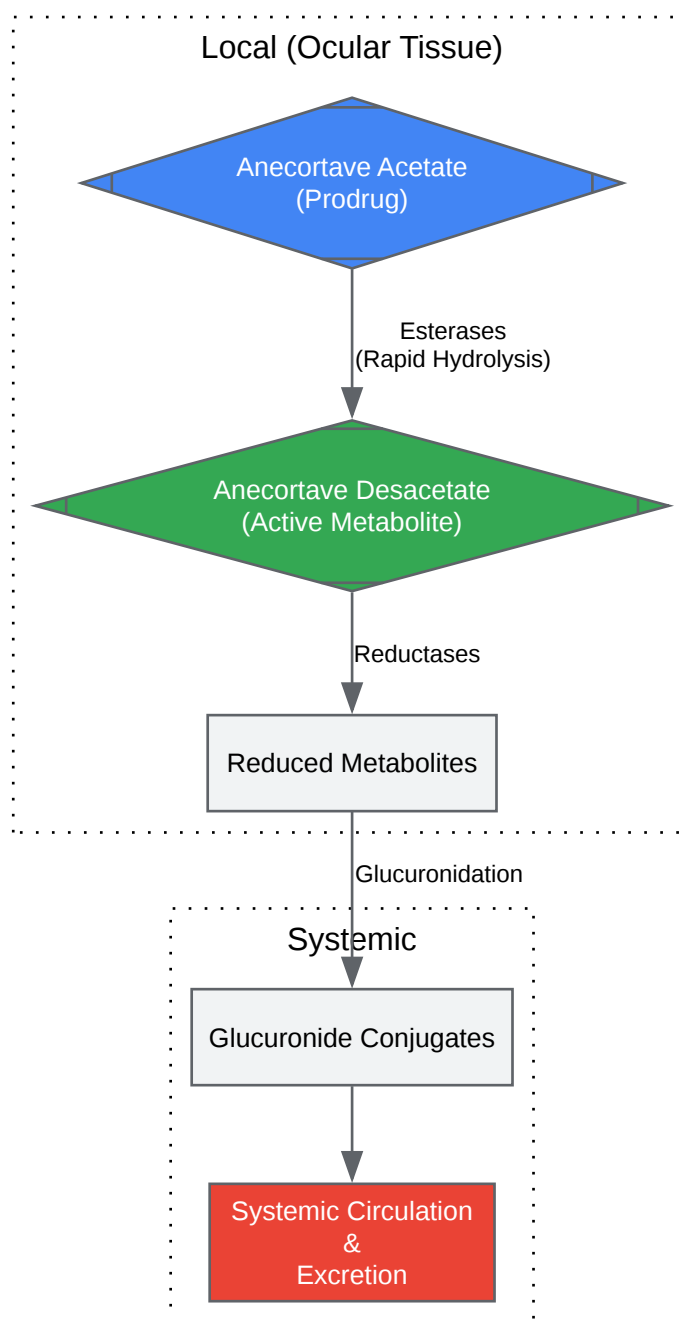 Local (Ocular Tissue)
Anecortave Acetate
(Prodrug)
Esterases
(Rapid Hydrolysis)
Anecortave Desacetate
(Active Metabolite)
Reductases
Reduced Metabolites
Glucuronidation
Systemic
Glucuronide Conjugates
Systemic Circulation
&
Excretion